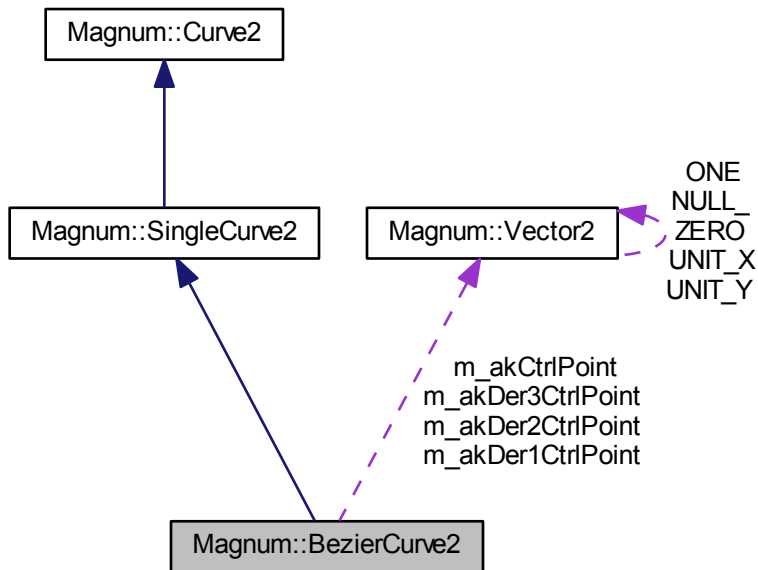 Magnum::Curve2
Magnum::SingleCurve2
Magnum::Vector2
ONE
NULL_
ZERO
UNIT_X
UNIT_Y
m_akCtrlPoint
m_akDer3CtrlPoint
m_akDer2CtrlPoint
m_akDer1CtrlPoint
Magnum::BezierCurve2